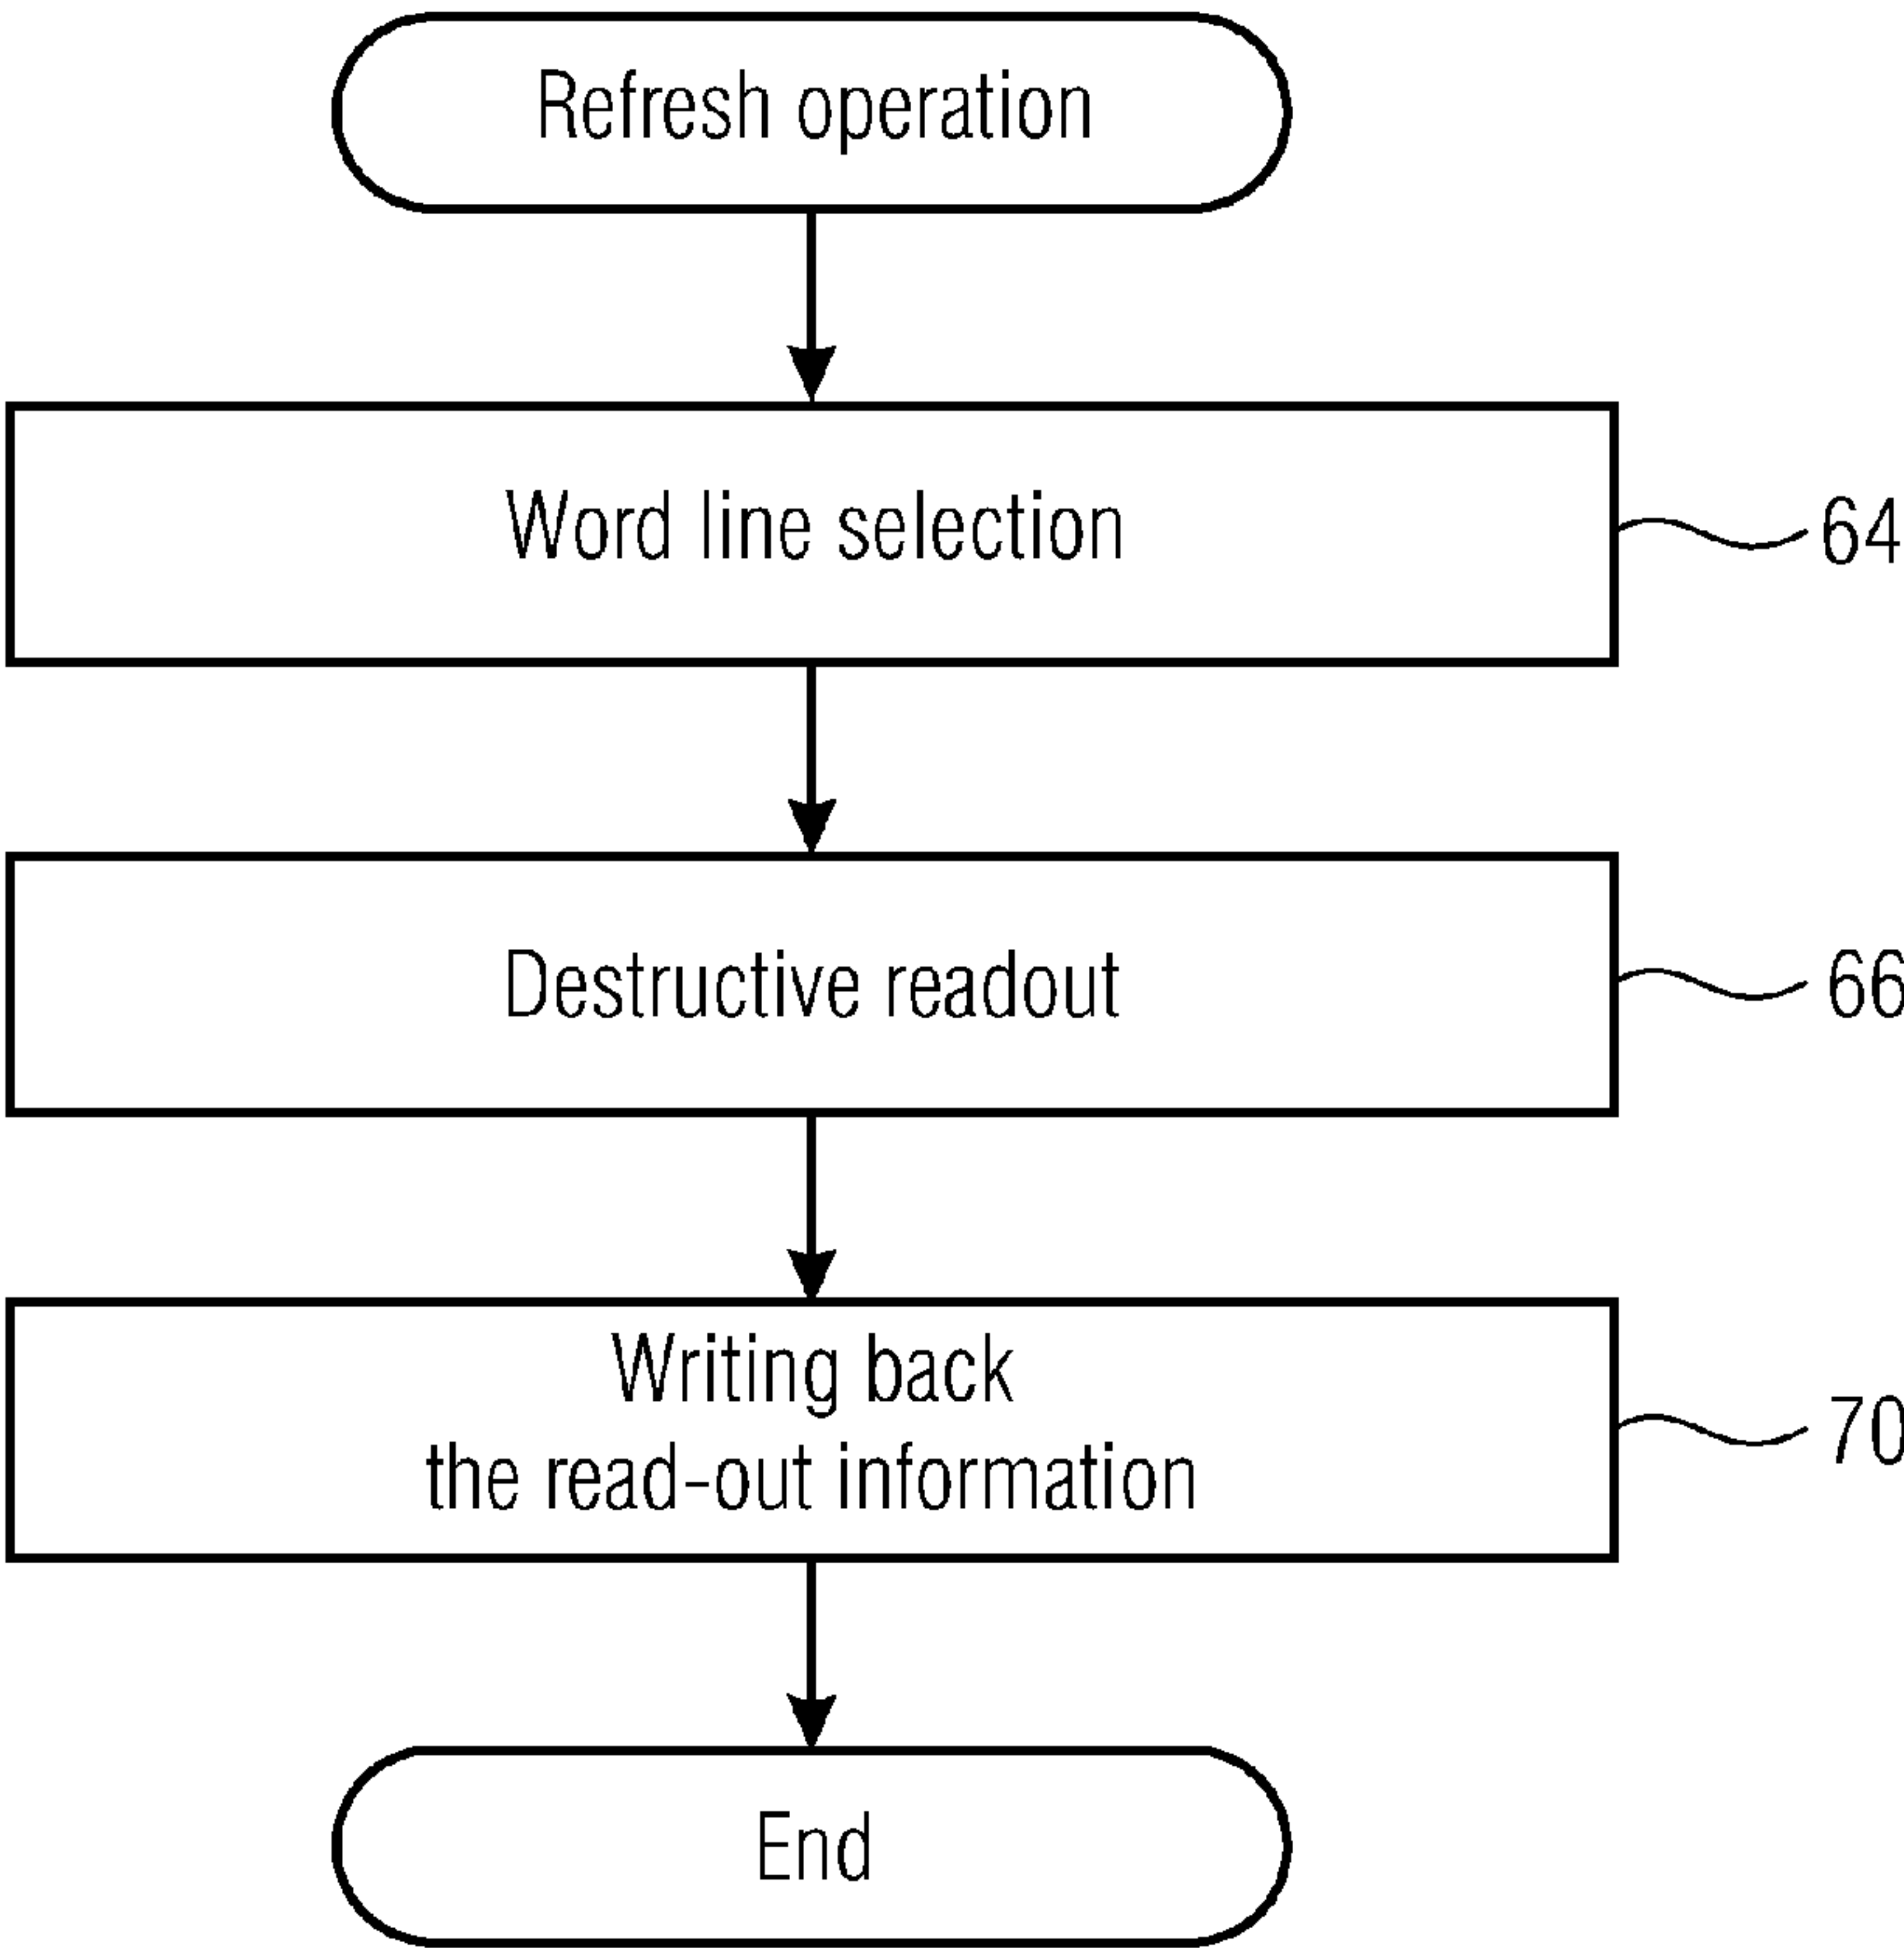 Refresh operation
Word line selection
64
Destructive readout
66
Writing back
the read-out information
70
End